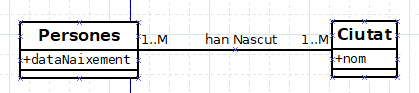 Persones
+dataNaixement
1..M han Nascut 1..M
Ciutat
+nom